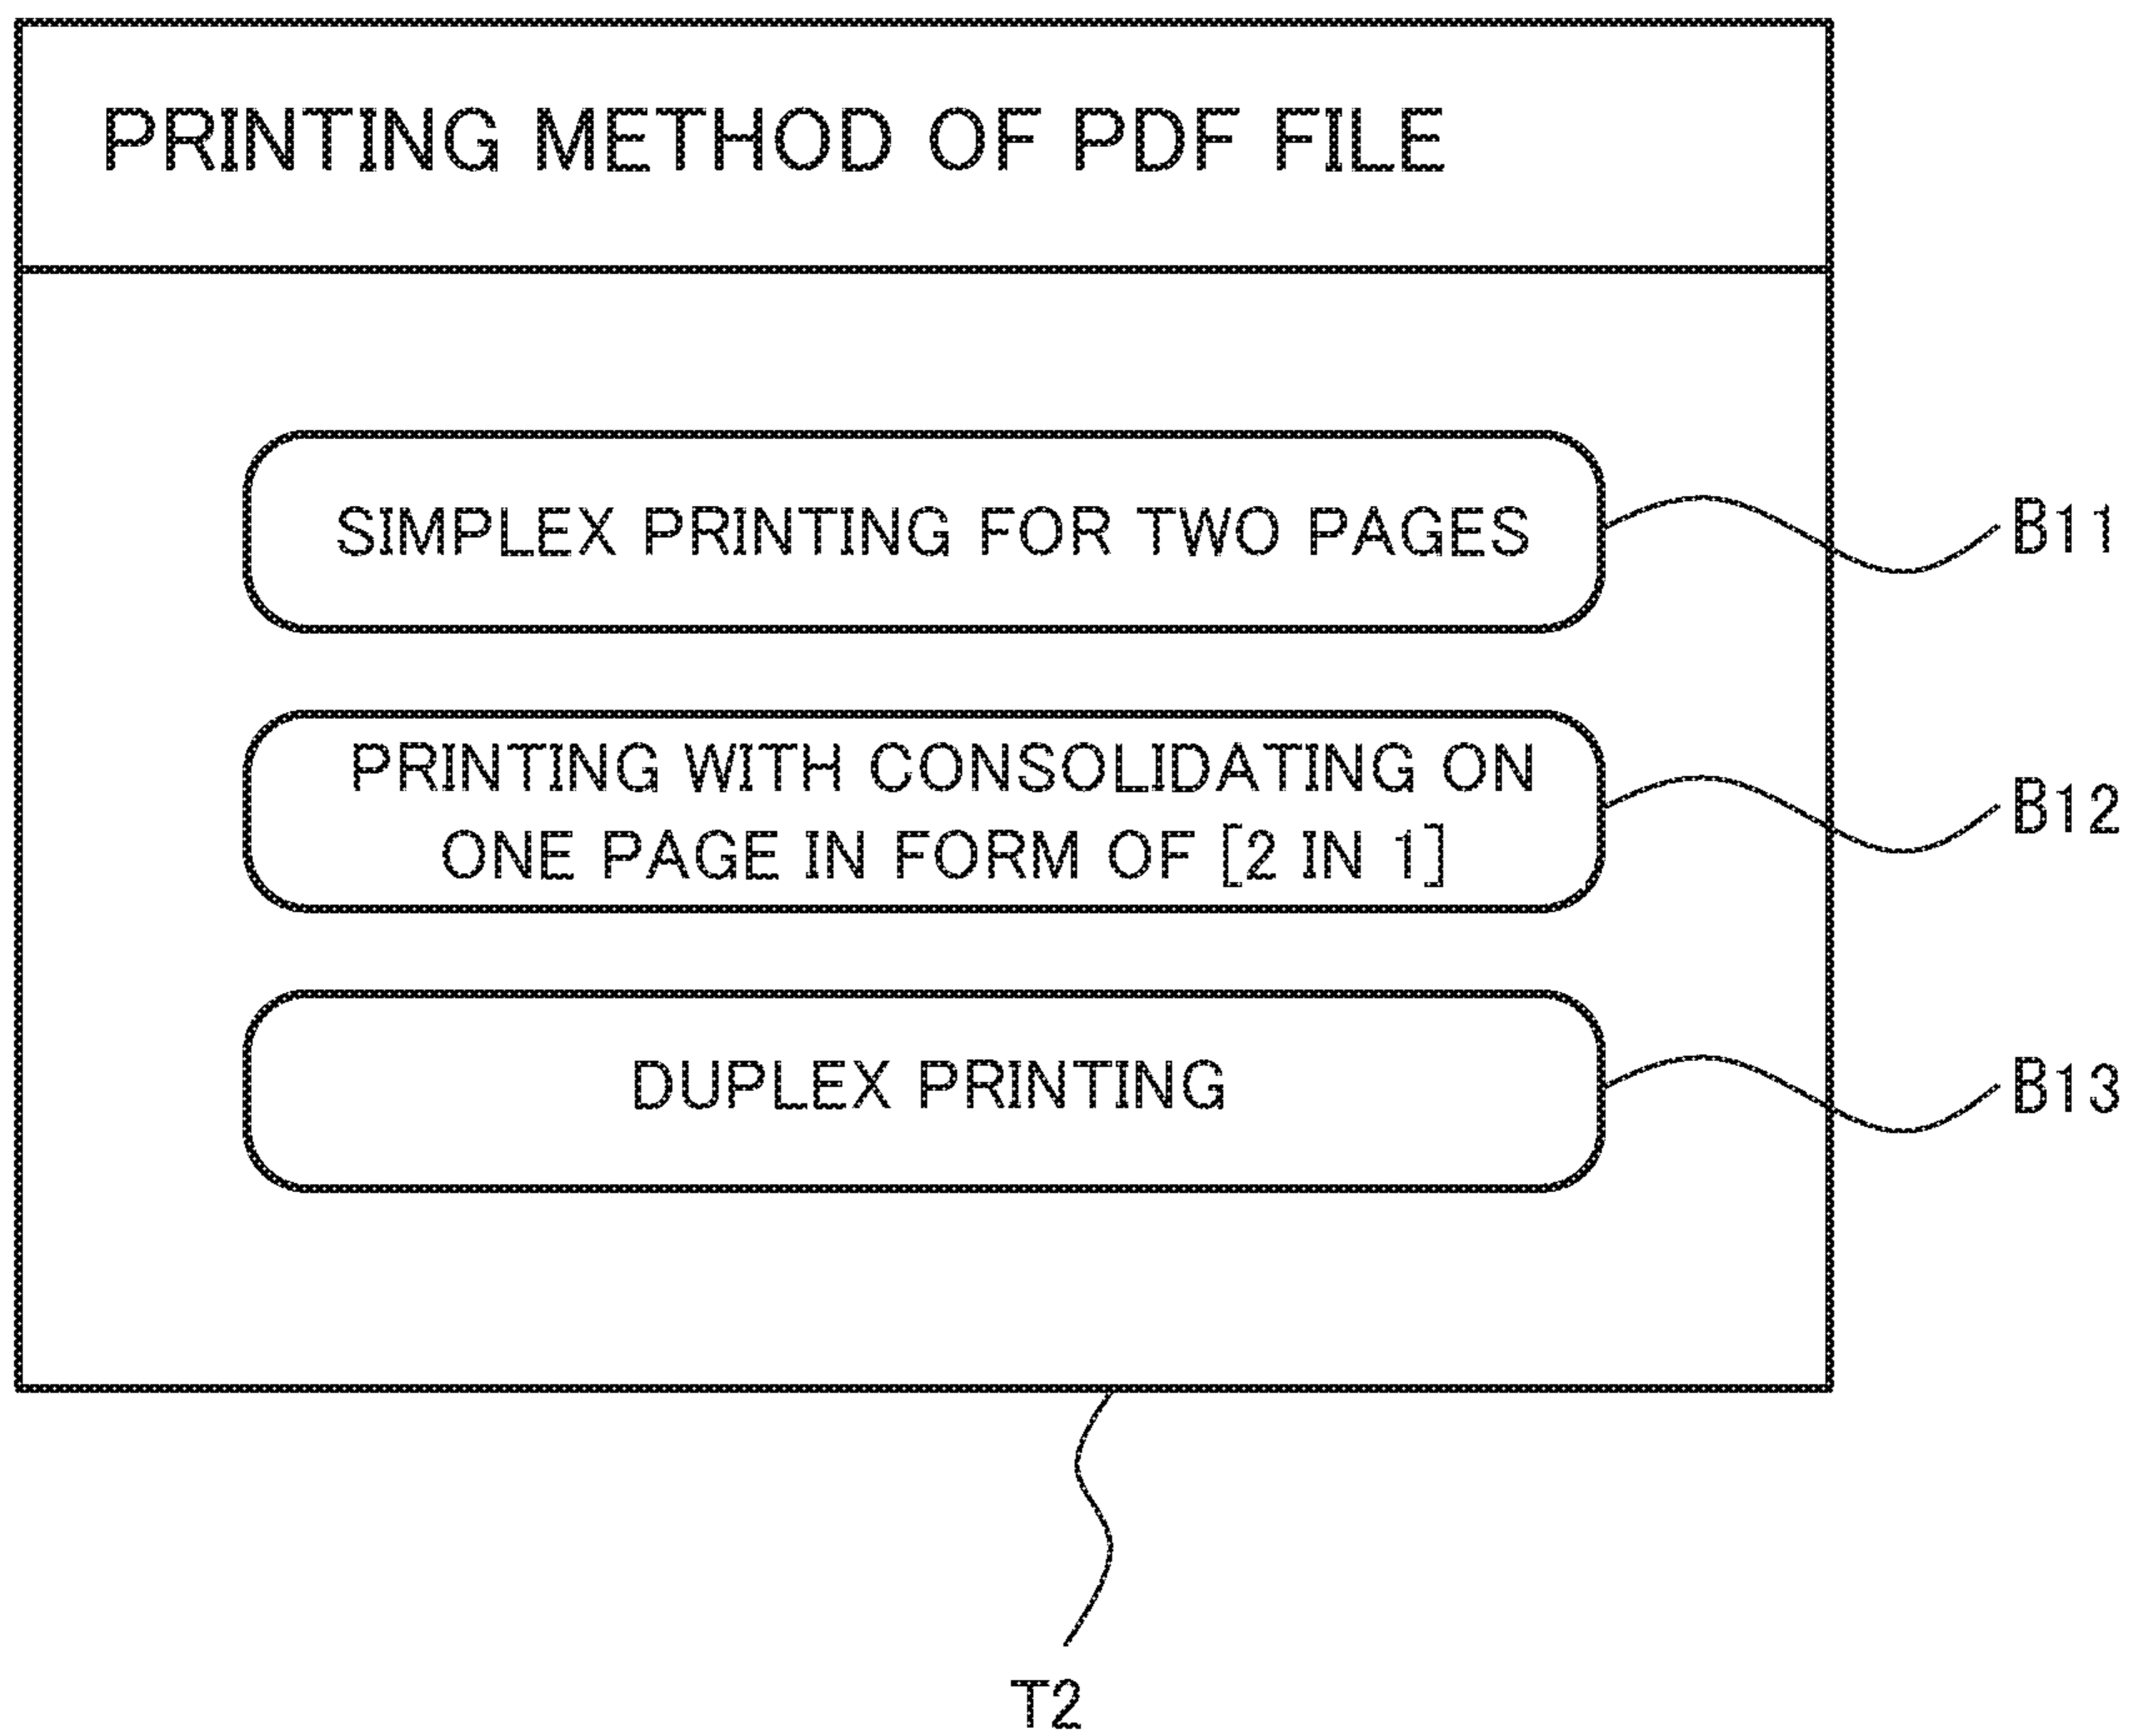 PRINTING METHOD OF PDF FILE
SIMPLEX PRINTING FOR TWO PAGES
B11
PRINTING WITH CONSOLIDATING ON
ONE PAGE IN FORM OF [2 IN 1]
B12
DUPLEX PRINTING
B13
T2